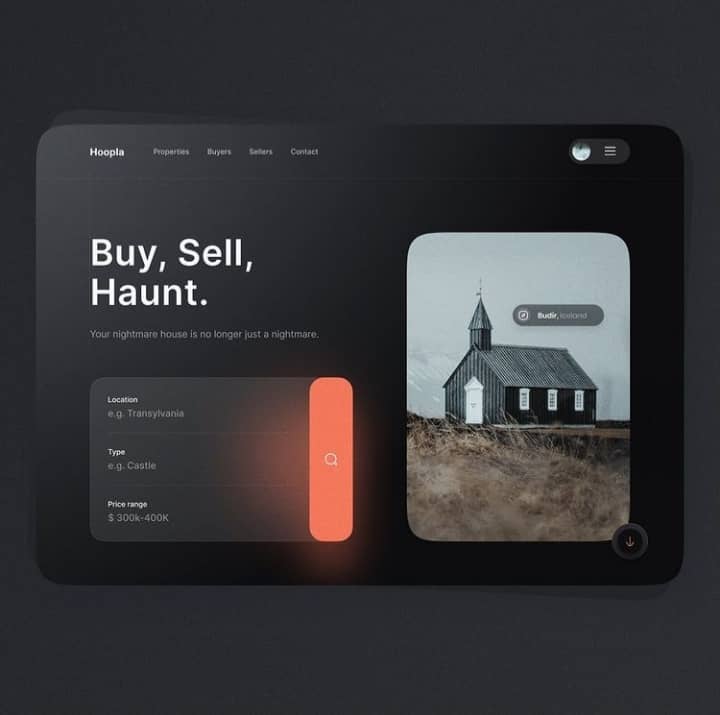 Hoopla
Properties Buyers Sellers Contact
Buy, Sell,
Haunt.
Your nightmare house is no longer just a nightmare.
Location
e.g. Transylvania
Type
e.g. Castle
Price range
$ 300k-400K
Budir, Iceland